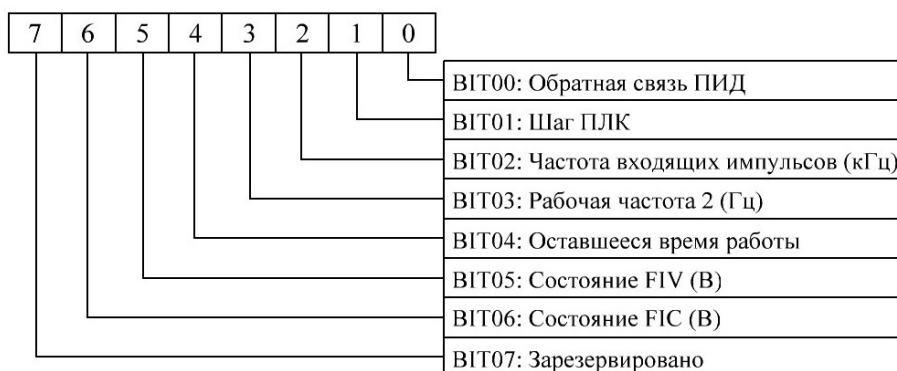 7 6 5 4 3 2 1 0
BIT00: Обратная связь ПИД
BIT01: Шаг ПЛК
BIT02: Частота входящих импульсов (кГц)
BIT03: Рабочая частота 2 (Гц)
BIT04: Оставшееся время работы
BIT05: Состояние FIV (В)
BIT06: Состояние FIC (В)
BIT07: Зарезервировано